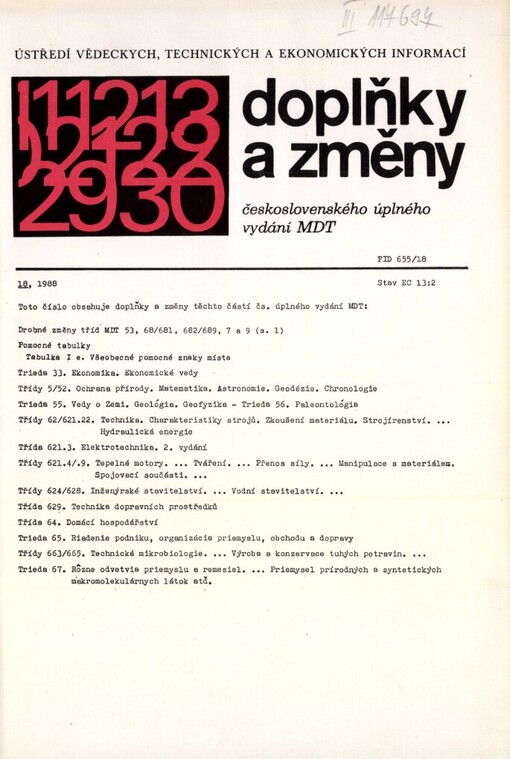 III 117697
ÚSTŘEDÍ VĚDECKÝCH, TECHNICKÝCH A EKONOMICKÝCH INFORMACÍ
11 12 13
29 30
doplňky
a změny
československého úplného
vydání MDT
FID 655/18
18, 1988
Stav EC 13:2
Toto číslo obsahuje doplňky a změny těchto částí čs. úplného vydání MDT:
Drobné změny tříd MDT 53, 68/681, 682/689, 7 a 9 (s. 1)
Pomocné tabulky
Tabulka I e. Všeobecné pomocné znaky místa
Trieda 33. Ekonomika. Ekonomické vedy
Třídy 5/52. Ochrana přírody. Matematika. Astronomie. Geodézie. Chronologie
Trieda 55. Vedy o Zemi. Geológia. Geofyzika - Trieda 56. Paleontológia
Třídy 62/621.22. Technika. Charakteristiky strojů. Zkoušení materiálu. Strojírenství. ...
Hydraulická energie
Třída 621.3. Elektrotechnika. 2. vydání
Třídy 621.4/.9. Tepelné motory. ... Tváření. ... Přenos síly. ... Manipulace s materiálem.
Spojovací součásti. ...
Třídy 624/628. Inženýrské stavitelství. ... Vodní stavitelství. ...
Třída 629. Technika dopravních prostředků
Třída 64. Domácí hospodářství
Trieda 65. Riadenie podniku, organizácia priemyslu, obchodu a dopravy
Třídy 663/665. Technická mikrobiologie. ... Výroba a konzervace tuhých potravin. ...
Trieda 67. Rôzne odvetvia priemyslu a remesiel. ... Priemysel prírodných a syntetických
makromolekulárnych látok atď.